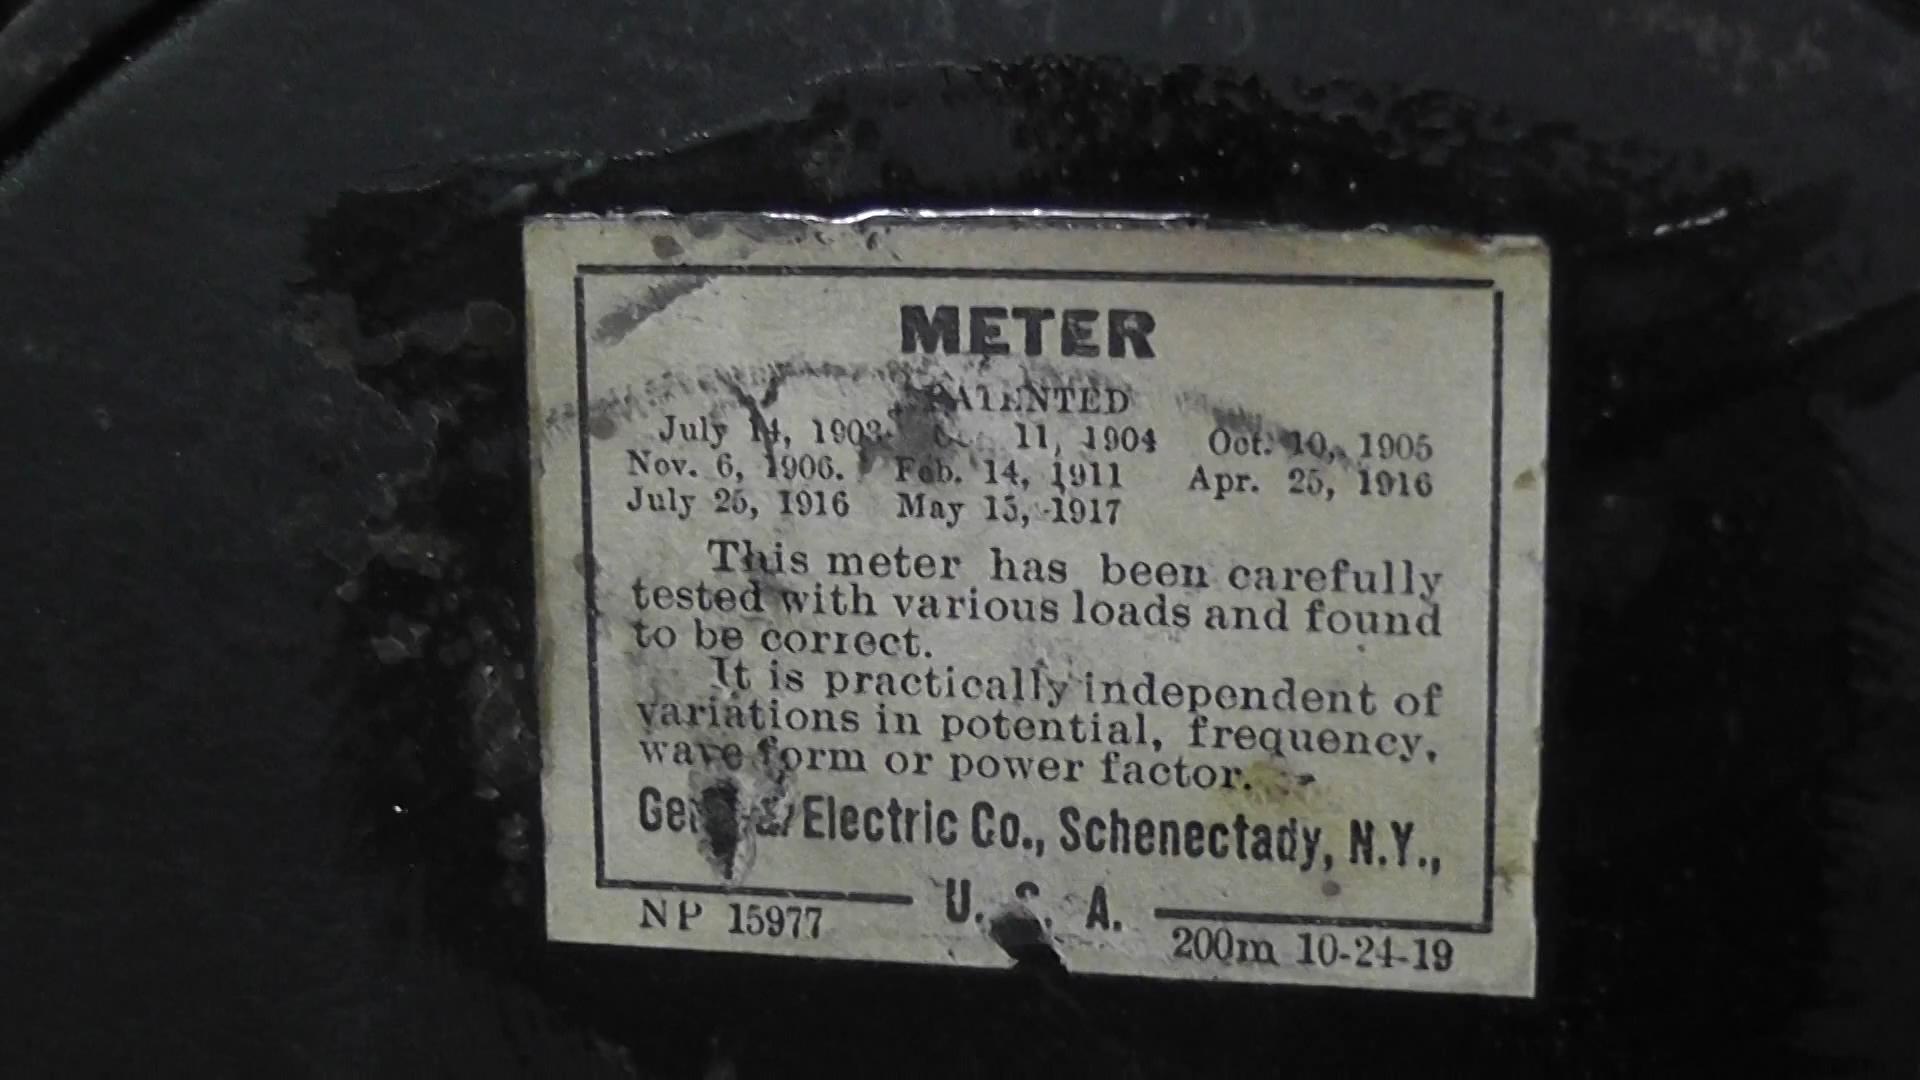 METER
PATENTED
July 14, 1903 11, 1904 Oct. 10, 1905
Nov. 6, 1906. Feb. 14, 1911 Apr. 25, 1916
July 25, 1916 May 15, 1917
This meter has been carefully
tested with various loads and found
to be correct.
It is practically independent of
variations in potential, frequency,
wave form or power factor.
General Electric Co., Schenectady, N.Y.,
U. S. A.
NP 15977
200m 10-24-19